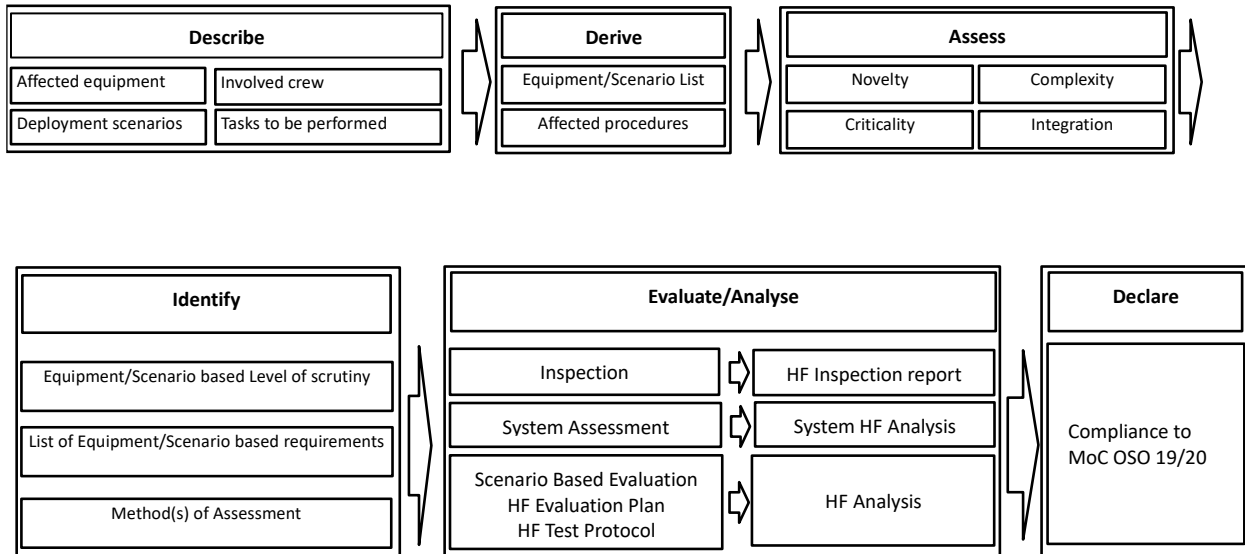 Describe
Affected equipment
Involved crew
Deployment scenarios
Tasks to be performed
Derive
Equipment/Scenario List
Affected procedures
Assess
Novelty
Complexity
Criticality
Integration
Identify
Equipment/Scenario based Level of scrutiny
List of Equipment/Scenario based requirements
Method(s) of Assessment
Evaluate/Analyse
Inspection
HF Inspection report
System Assessment
System HF Analysis
Scenario Based Evaluation
HF Evaluation Plan
HF Test Protocol
HF Analysis
Declare
Compliance to
MoC OSO 19/20